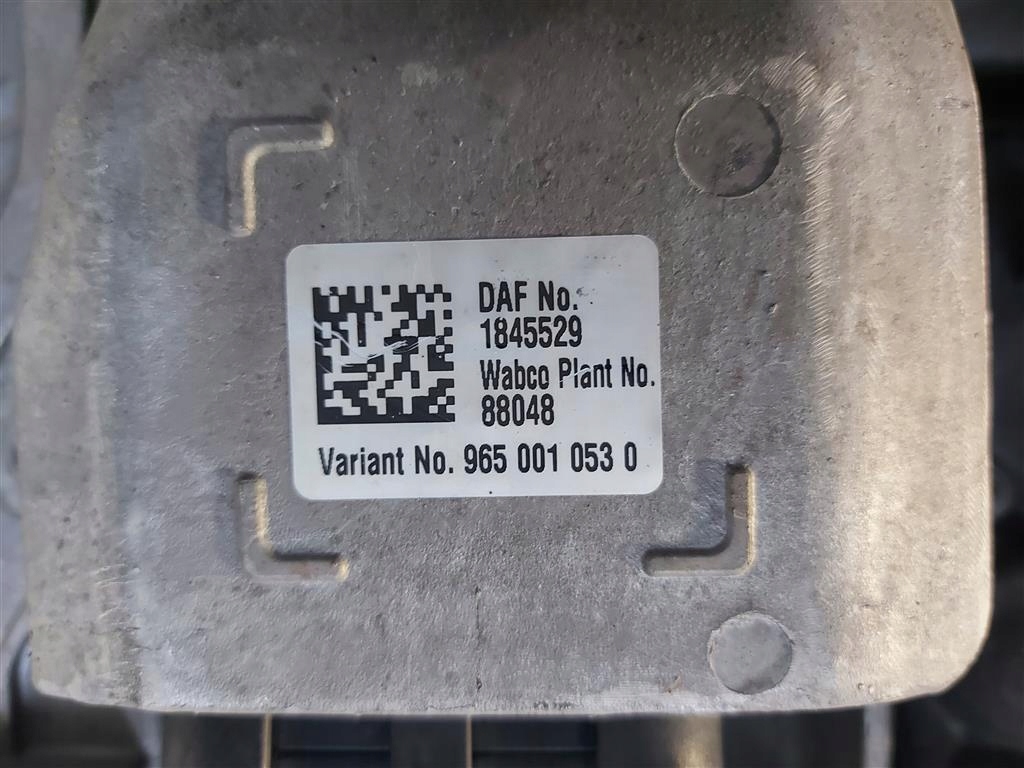 DAF No.
1845529
Wabco Plant No.
88048
Variant No. 965 001 053 0